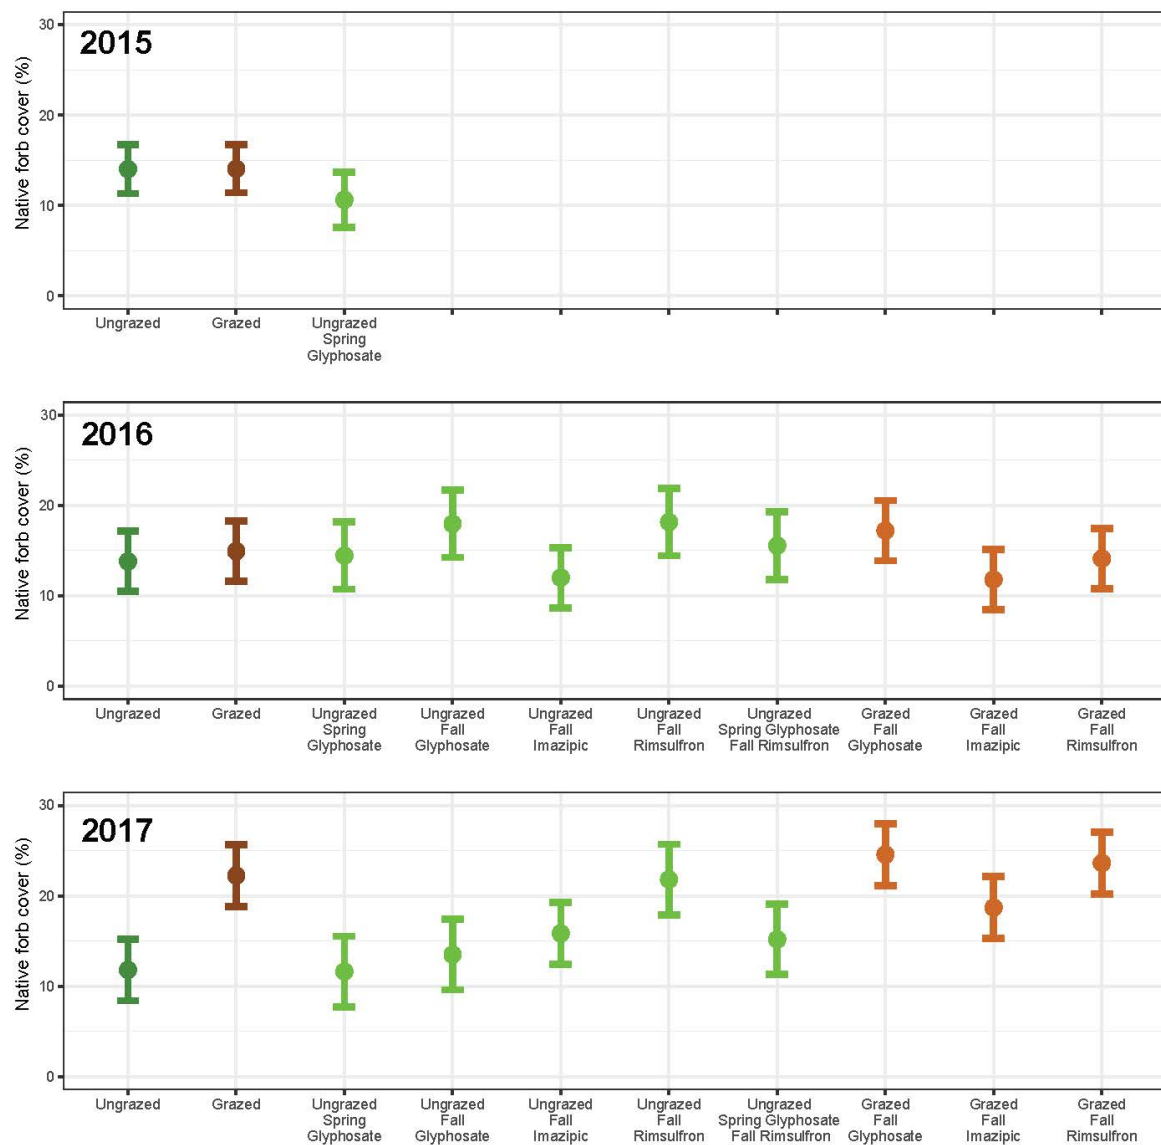 30
2015
20
10
0
Native forb cover (%)
Ungrazed
Grazed
Ungrazed
Spring
Glyphosate
30
2016
20
10
0
Native forb cover (%)
Ungrazed
Grazed
Ungrazed
Spring
Glyphosate
Ungrazed
Fall
Glyphosate
Ungrazed
Fall
Imazipic
Ungrazed
Fall
Rimsulfron
Ungrazed
Spring Glyphosate
Fall Rimsulfron
Grazed
Fall
Glyphosate
Grazed
Fall
Imazipic
Grazed
Fall
Rimsulfron
30
2017
20
10
0
Native forb cover (%)
Ungrazed
Grazed
Ungrazed
Spring
Glyphosate
Ungrazed
Fall
Glyphosate
Ungrazed
Fall
Imazipic
Ungrazed
Fall
Rimsulfron
Ungrazed
Spring Glyphosate
Fall Rimsulfron
Grazed
Fall
Glyphosate
Grazed
Fall
Imazipic
Grazed
Fall
Rimsulfron